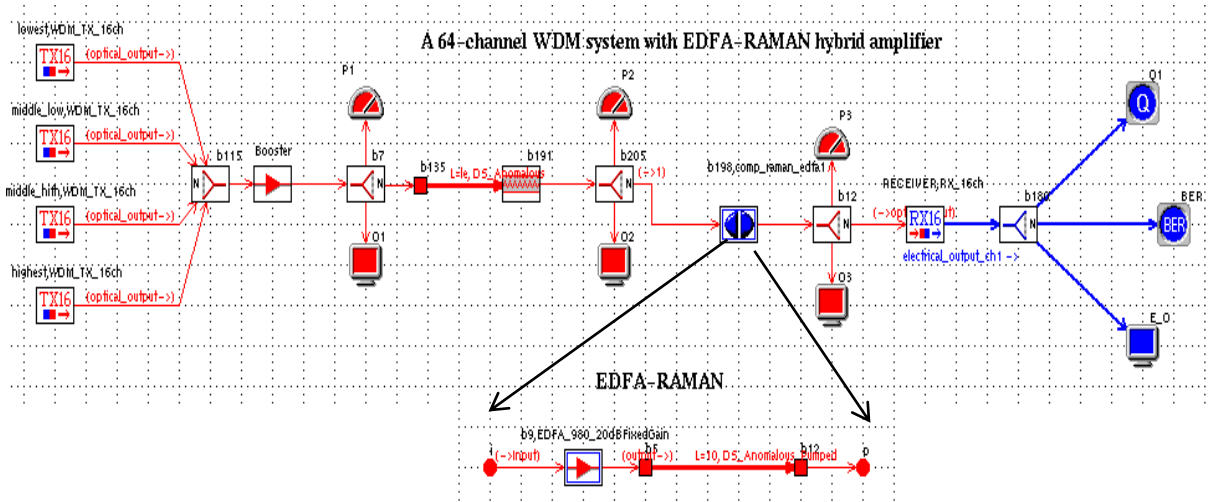 lowest,WDM_TX_16ch
TX16
(optical_output->)
A 64-channel WDM system with EDFA-RAMAN hybrid amplifier
P1
P2
P3
Q1
Q
middle_low,WDM_TX_16ch
TX16
(optical_output->)
b115
N
Booster
b7
N
b135
L=le, DS_Anomalous
b191
b205
N
(->1)
b198,comp_raman_edfa1
b12
N
RECEIVER,RX_16ch
RX16
b180
N
BER
BER
middle_hifh,WDM_TX_16ch
TX16
(optical_output->)
electrical_output_ch1 ->
highest,WDM_TX_16ch
TX16
(optical_output->)
O1
O2
O3
E_O
EDFA-RAMAN
b9,EDFA_980_20dBFixedGain
(->input)
(output->)
b5
L=10, DS_Anomalous_Pumped
b12
p